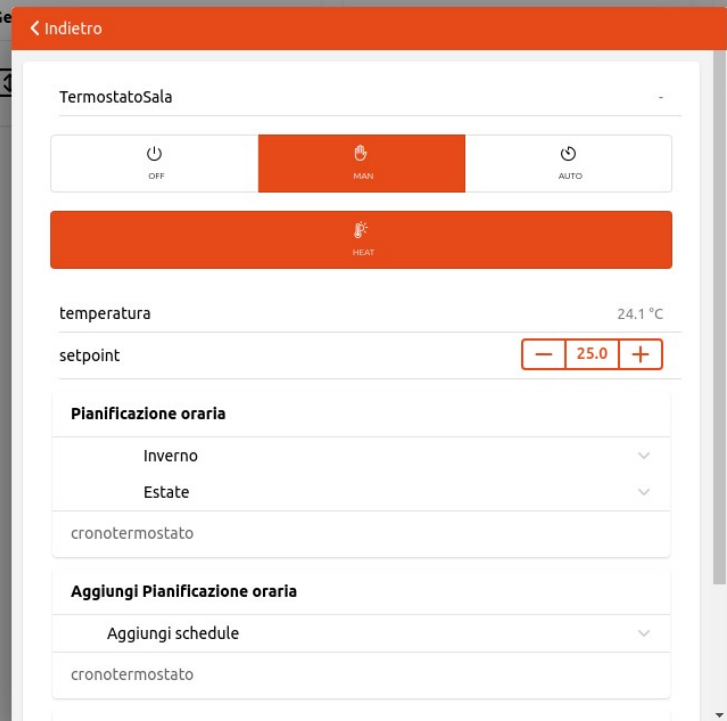 Indietro
TermostatoSala -
OFF MAN AUTO
HEAT
temperatura 24.1 °C
setpoint — 25.0 +
Pianificazione oraria
Inverno
Estate
cronotermostato
Aggiungi Pianificazione oraria
Aggiungi schedule
cronotermostato